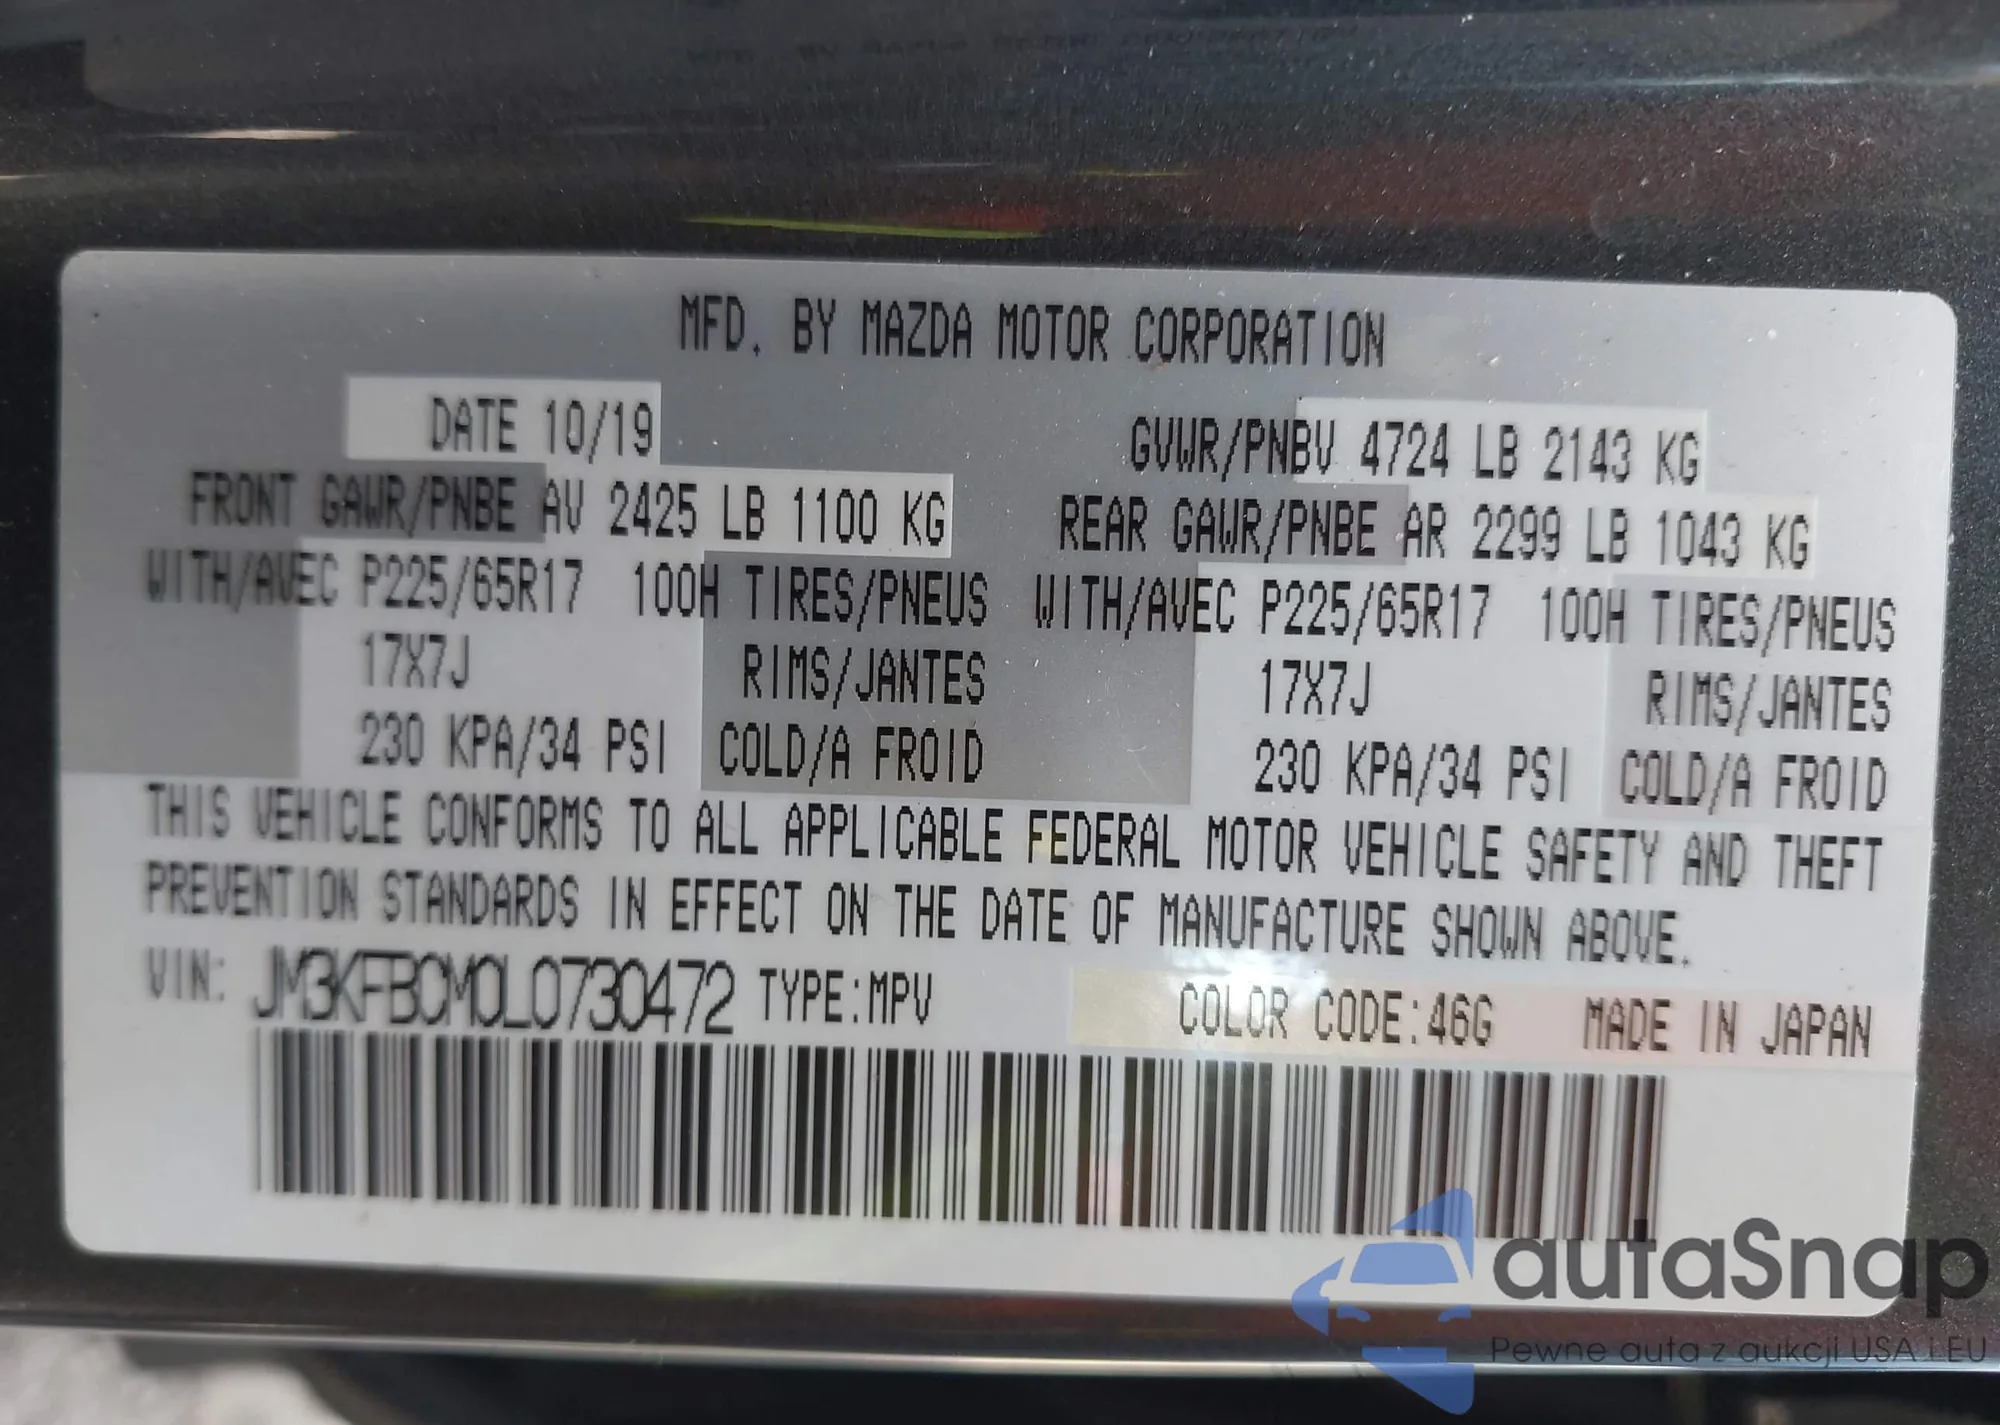 MFD. BY MAZDA MOTOR CORPORATION
DATE 10/19 GVWR/PNBV 4724 LB 2143 KG
FRONT GAWR/PNBE AV 2425 LB 1100 KG REAR GAWR/PNBE AR 2299 LB 1043 KG
WITH/AVEC P225/65R17 100H TIRES/PNEUS WITH/AVEC P225/65R17 100H TIRES/PNEUS
17X7J RIMS/JANTES 17X7J RIMS/JANTES
230 KPA/34 PSI COLD/A FROID 230 KPA/34 PSI COLD/A FROID
THIS VEHICLE CONFORMS TO ALL APPLICABLE FEDERAL MOTOR VEHICLE SAFETY AND THEFT
PREVENTION STANDARDS IN EFFECT ON THE DATE OF MANUFACTURE SHOWN ABOVE.
VIN: JM3KFBCM0L0730472 TYPE:MPV COLOR CODE:46G MADE IN JAPAN
autaSnap
Pewne auta z aukcji USA i EU